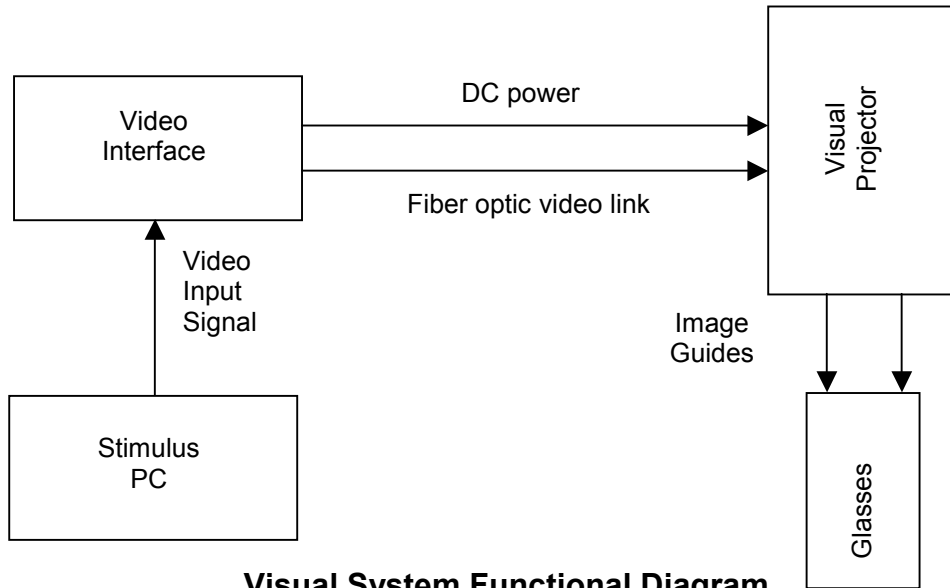 DC power
Video
Interface
Visual
Projector
Fiber optic video link
Video
Input
Signal
Image
Guides
Stimulus
PC
Glasses
Visual System Functional Diagram